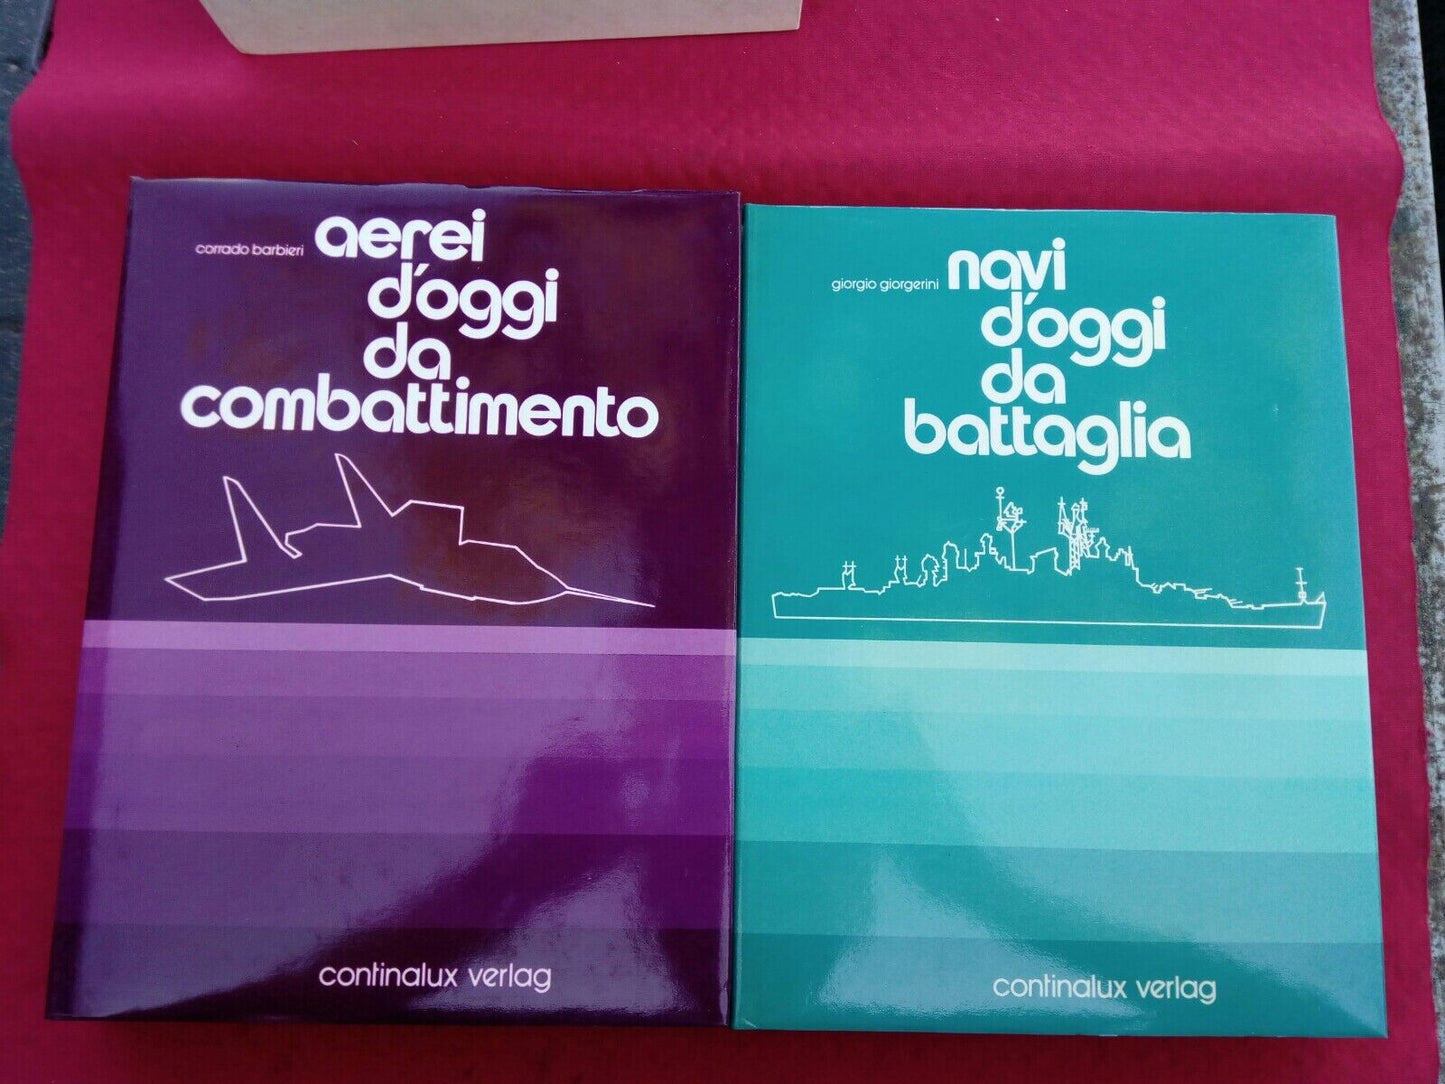 corrado barbieri aerei
d'oggi
da
combattimento
continalux verlag
giorgio giorgerini navi
d'oggi
da
battaglia
continalux verlag